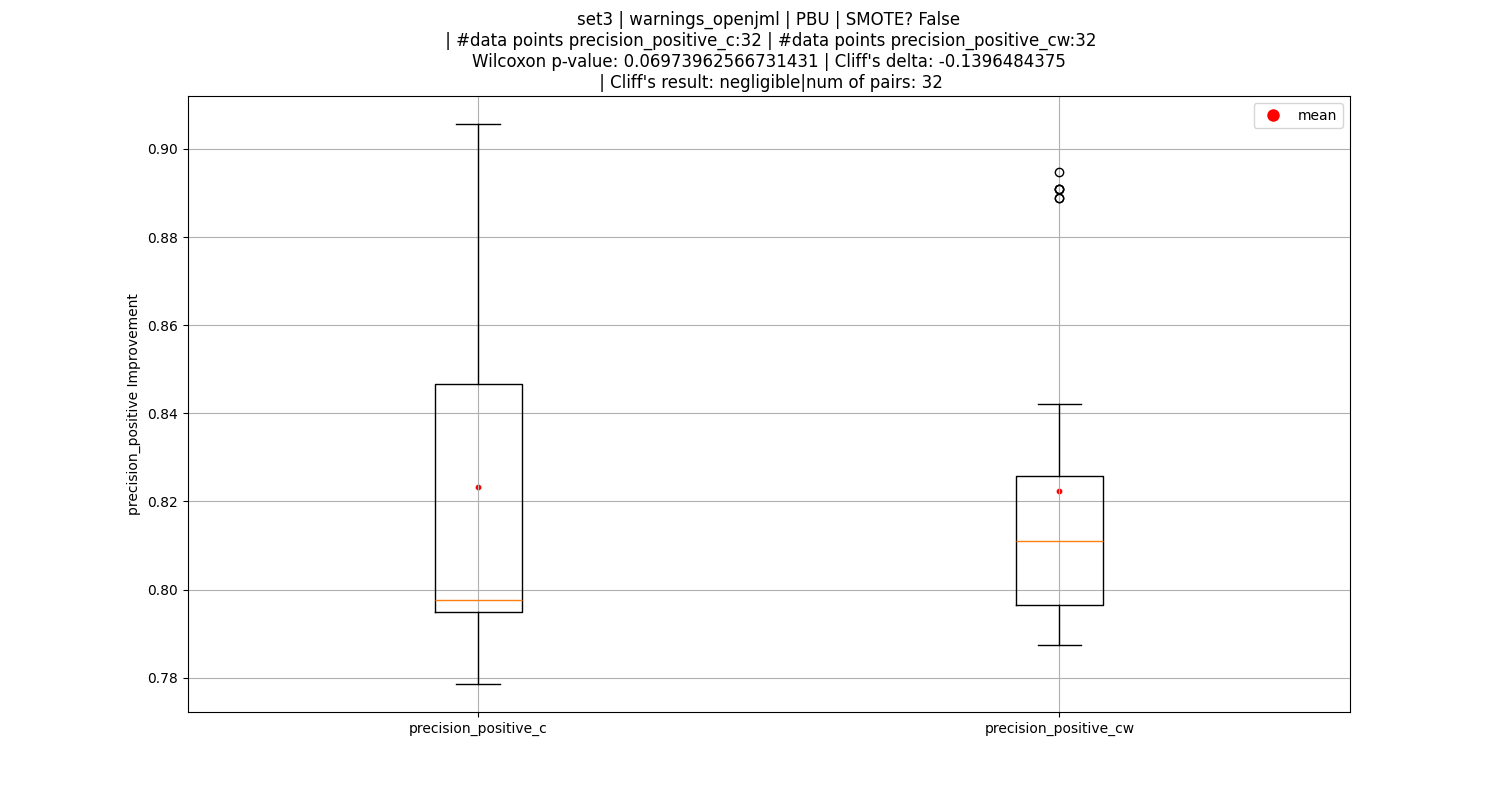 set3 | warnings_openjml | PBU | SMOTE? False
| #data points precision_positive_c:32 | #data points precision_positive_cw:32
Wilcoxon p-value: 0.06973962566731431 | Cliff's delta: -0.1396484375
| Cliff's result: negligible|num of pairs: 32
mean
0.90
0.88
0.86
0.84
0.82
0.80
0.78
precision_positive Improvement
precision_positive_c
precision_positive_cw